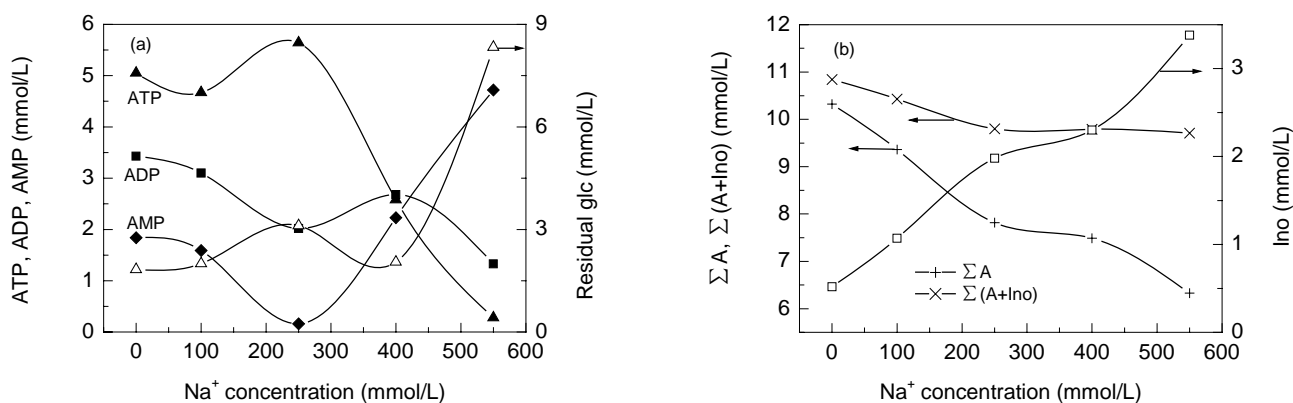 (a)
ATP
ADP
AMP
6
5
4
3
2
1
0
ATP, ADP, AMP (mmol/L)
9
6
3
0
Residual glc (mmol/L)
0 100 200 300 400 500 600
Na⁺ concentration (mmol/L)
(b)
12
11
10
9
8
7
6
∑ A, ∑ (A+Ino) (mmol/L)
3
2
1
0
Ino (mmol/L)
∑ A
∑ (A+Ino)
0 100 200 300 400 500 600
Na⁺ concentration (mmol/L)